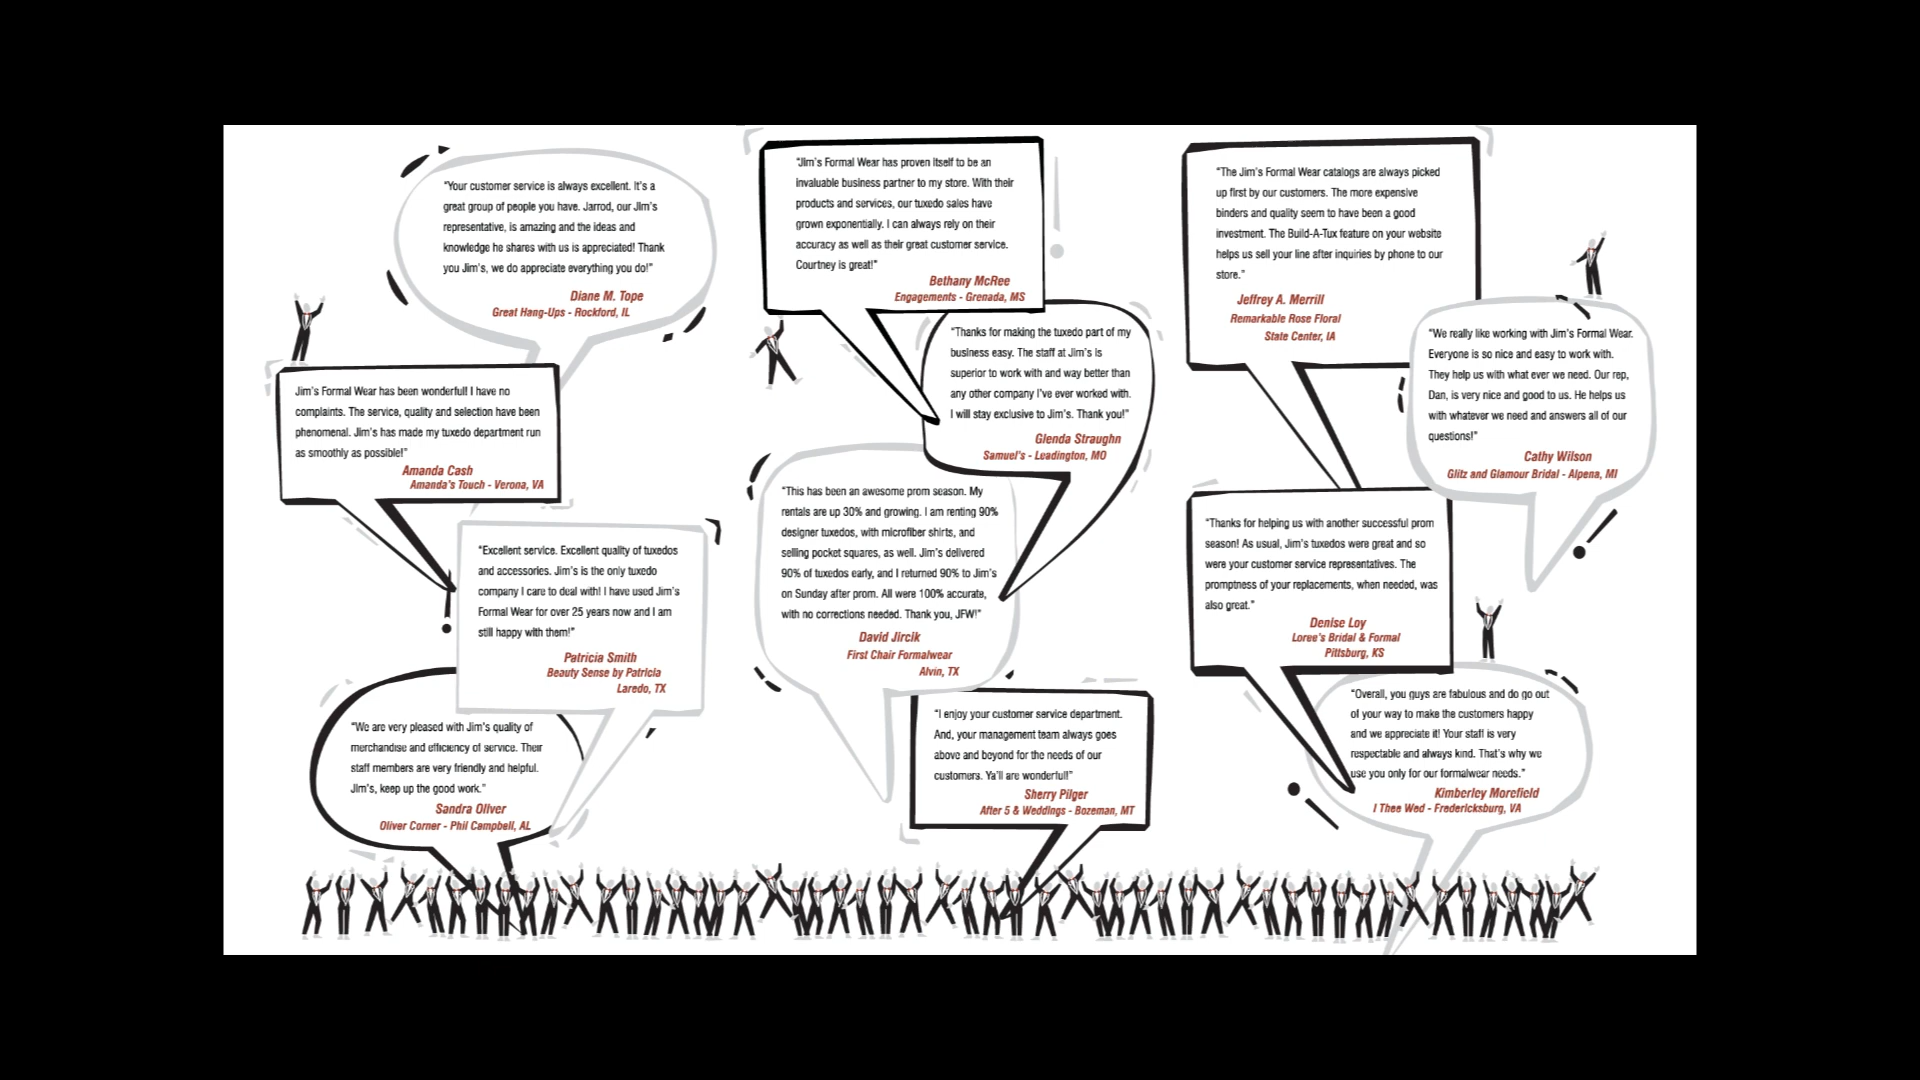 “Your customer service is always excellent. It’s a
great group of people you have. Jarrod, our Jim’s
representative, is amazing and the ideas and
knowledge he shares with us is appreciated! Thank
you Jim’s, we do appreciate everything you do!”
Diane M. Tope
Great Hang-Ups - Rockford, IL
Jim’s Formal Wear has been wonderful! I have no
complaints. The service, quality and selection have been
phenomenal. Jim’s has made my tuxedo department run
as smoothly as possible!”
Amanda Cash
Amanda’s Touch - Verona, VA
“Excellent service. Excellent quality of tuxedos
and accessories. Jim’s is the only tuxedo
company I care to deal with! I have used Jim’s
Formal Wear for over 25 years now and I am
still happy with them!”
Patricia Smith
Beauty Sense by Patricia
Laredo, TX
“We are very pleased with Jim’s quality of
merchandise and efficiency of service. Their
staff members are very friendly and helpful.
Jim’s, keep up the good work.”
Sandra Oliver
Oliver Corner - Phil Campbell, AL
“Jim’s Formal Wear has proven itself to be an
invaluable business partner to my store. With their
products and services, our tuxedo sales have
grown exponentially. I can always rely on their
accuracy as well as their great customer service.
Courtney is great!”
Bethany McRee
Engagements - Grenada, MS
“Thanks for making the tuxedo part of my
business easy. The staff at Jim’s is
superior to work with and way better than
any other company I’ve ever worked with.
I will stay exclusive to Jim’s. Thank you!”
Glenda Straughn
Samuel’s - Leadington, MO
“This has been an awesome prom season. My
rentals are up 30% and growing. I am renting 90%
designer tuxedos, with microfiber shirts, and
selling pocket squares, as well. Jim’s delivered
90% of tuxedos early, and I returned 90% to Jim’s
on Sunday after prom. All were 100% accurate,
with no corrections needed. Thank you, JFW!”
David Jircik
First Chair Formalwear
Alvin, TX
“I enjoy your customer service department.
And, your management team always goes
above and beyond for the needs of our
customers. Ya’ll are wonderful!”
Sherry Pilger
After 5 & Weddings - Bozeman, MT
“The Jim’s Formal Wear catalogs are always picked
up first by our customers. The more expensive
binders and quality seem to have been a good
investment. The Build-A-Tux feature on your website
helps us sell your line after inquiries by phone to our
store.”
Jeffrey A. Merrill
Remarkable Rose Floral
State Center, IA
“We really like working with Jim’s Formal Wear.
Everyone is so nice and easy to work with.
They help us with what ever we need. Our rep,
Dan, is very nice and good to us. He helps us
with whatever we need and answers all of our
questions!”
Cathy Wilson
Glitz and Glamour Bridal - Alpena, MI
“Thanks for helping us with another successful prom
season! As usual, Jim’s tuxedos were great and so
were your customer service representatives. The
promptness of your replacements, when needed, was
also great.”
Denise Loy
Loree’s Bridal & Formal
Pittsburg, KS
“Overall, you guys are fabulous and do go out
of your way to make the customers happy
and we appreciate it! Your staff is very
respectable and always kind. That’s why we
use you only for our formalwear needs.”
Kimberley Morefield
I Thee Wed - Fredericksburg, VA